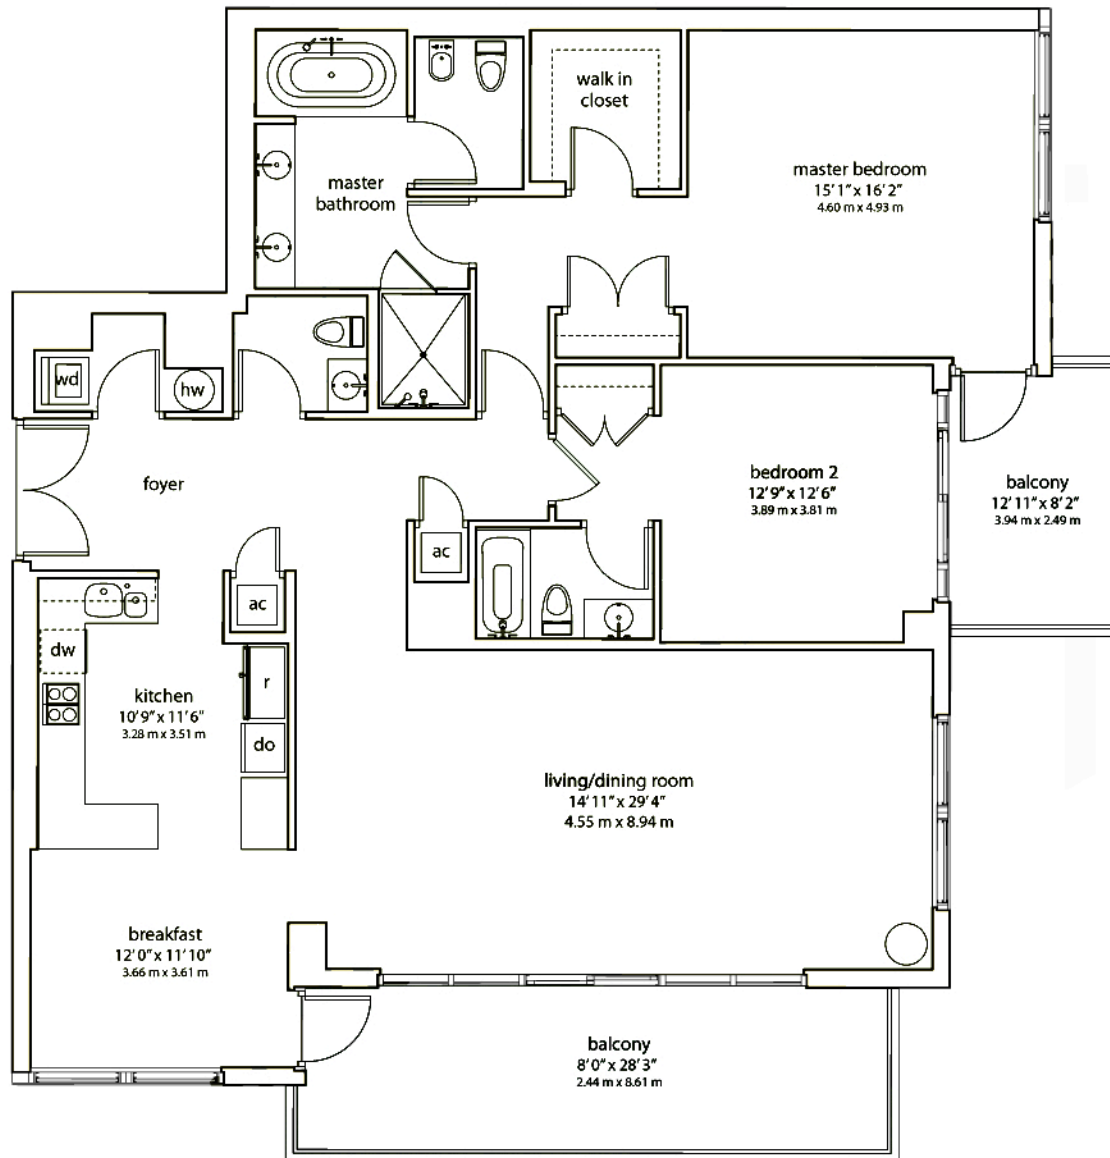 walk in
closet
master bedroom
15'1" x 16'2"
4.60 m x 4.93 m
master
bathroom
wd
hw
foyer
bedroom 2
12'9" x 12'6"
3.89 m x 3.81 m
balcony
12'11" x 8'2"
3.94 m x 2.49 m
ac
ac
dw
kitchen
10'9" x 11'6"
3.28 m x 3.51 m
r
do
living/dining room
14'11" x 29'4"
4.55 m x 8.94 m
breakfast
12'0" x 11'10"
3.66 m x 3.61 m
balcony
8'0" x 28'3"
2.44 m x 8.61 m